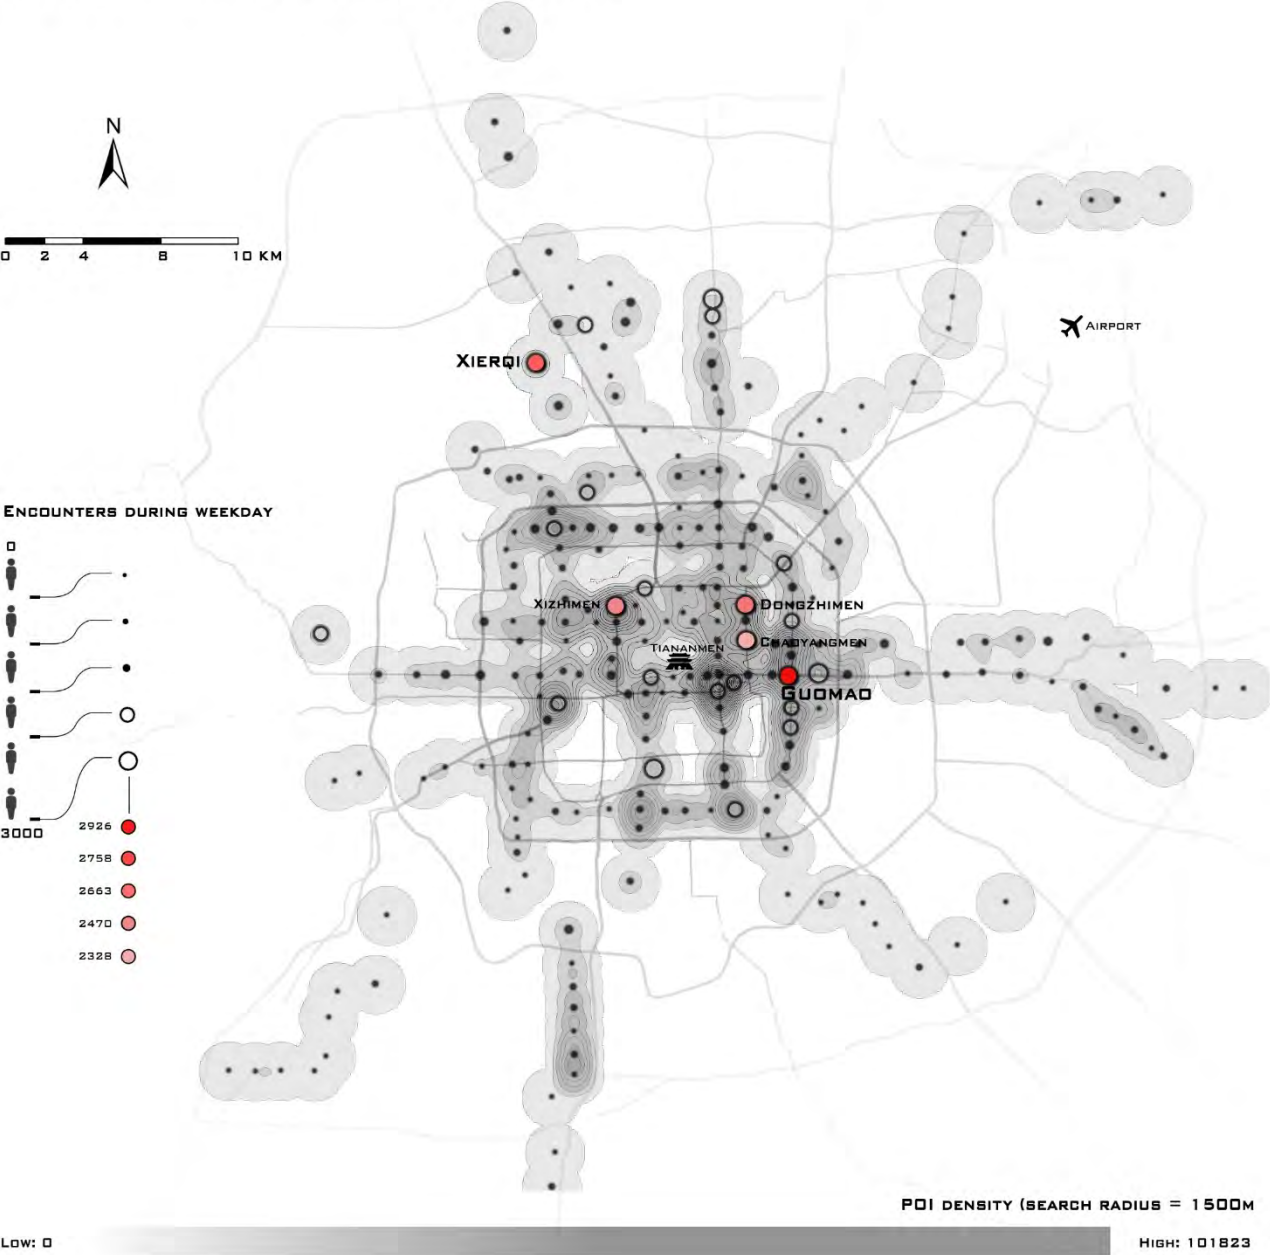 N
0 2 4 8 10 KM
AIRPORT
XIERQI
ENCOUNTERS DURING WEEKDAY
0
XIZHIMEN
DONGZHIMEN
CHAOYANGMEN
TIANANMEN
GUOMAO
3000
2926
2758
2663
2470
2328
POI DENSITY (SEARCH RADIUS = 1500M
LOW: 0
HIGH: 101823